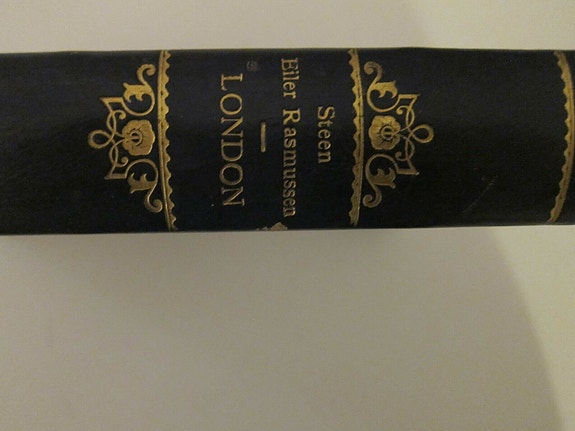 Steen
Eiler Rasmussen
LONDON